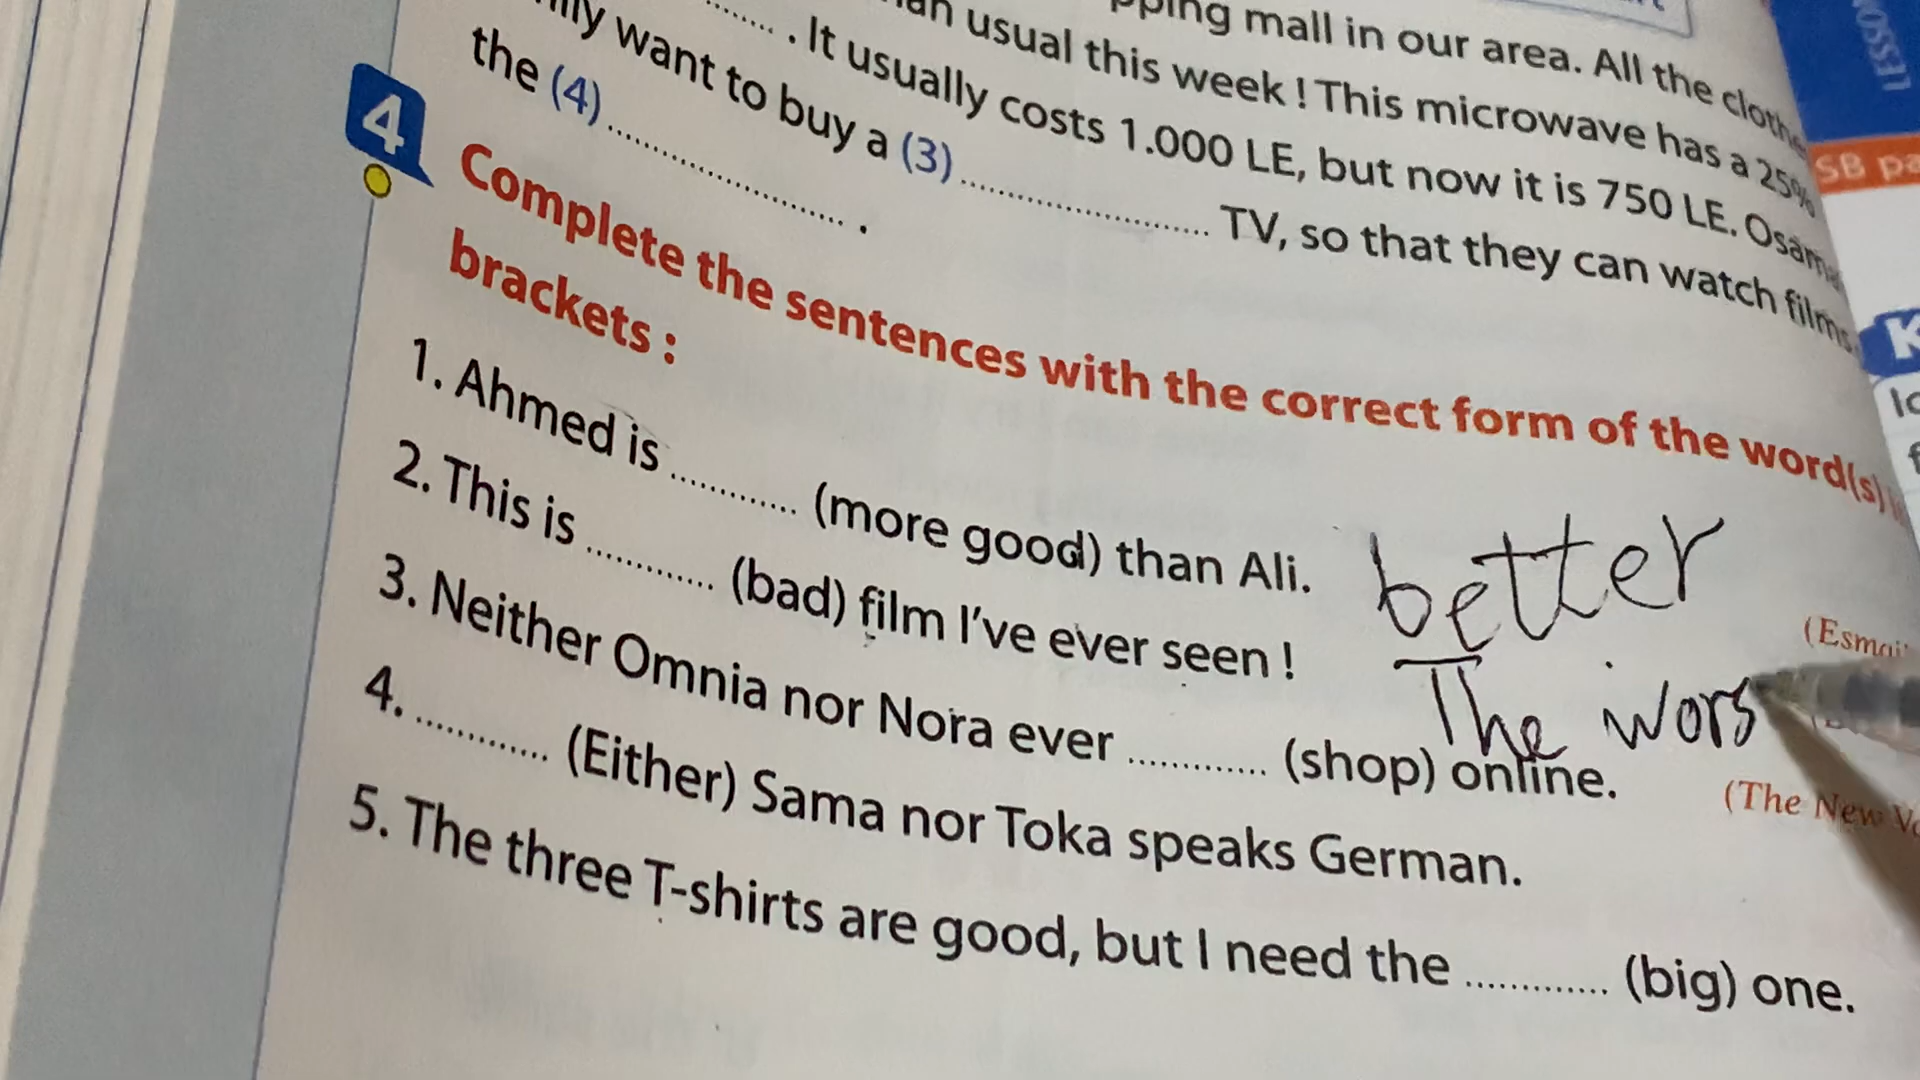 pping mall in our area. All the clothe
an usual this week ! This microwave has a 25%
. It usually costs 1.000 LE, but now it is 750 LE. Osama
want to buy a (3) .................... TV, so that they can watch films
the (4) .................... .
4 Complete the sentences with the correct form of the word(s)
brackets :
1. Ahmed is ............ (more good) than Ali. better
(Esmai
2. This is ............ (bad) film I've ever seen ! The wors
3. Neither Omnia nor Nora ever ............ (shop) online.
(The New V
4. ............ (Either) Sama nor Toka speaks German.
5. The three T-shirts are good, but I need the ............ (big) one.
LESSON
SB pa
K